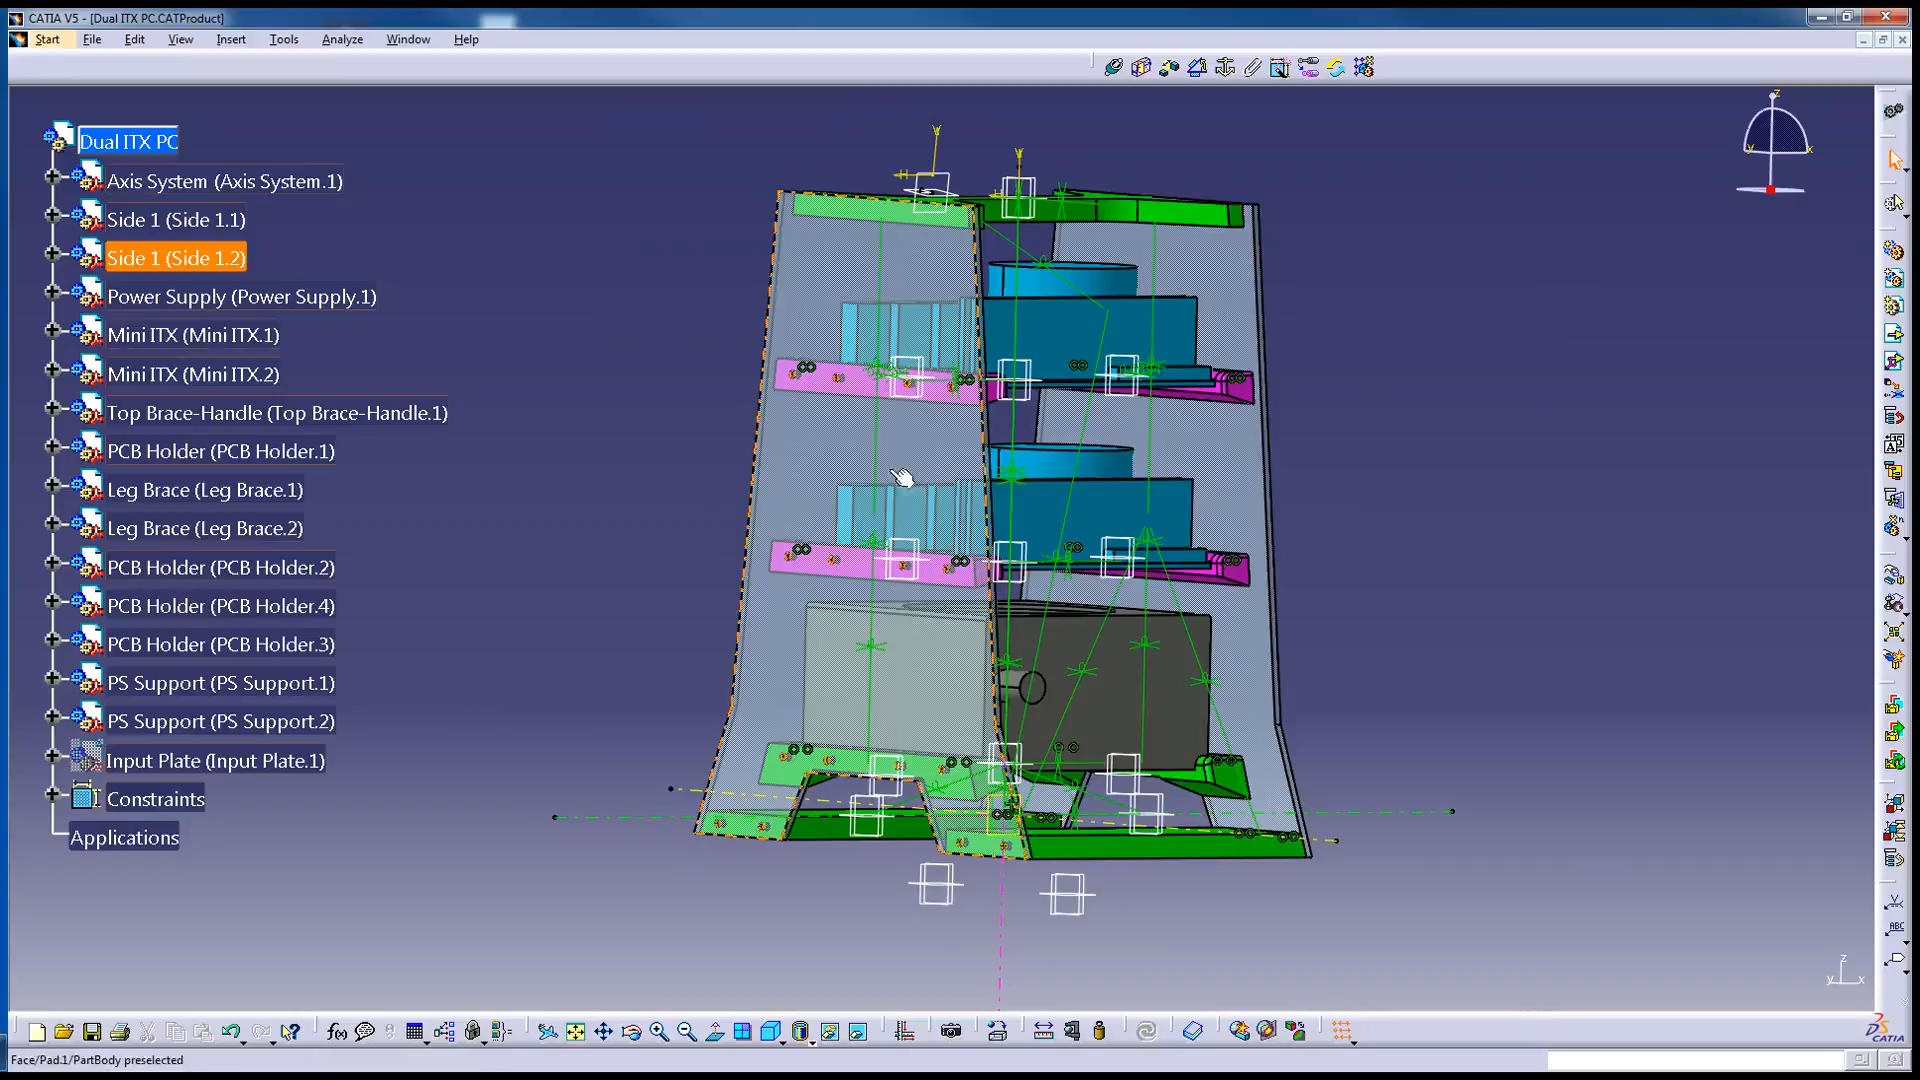 CATIA V5 - [Dual ITX PC.CATProduct]
Start File Edit View Insert Tools Analyze Window Help
Dual ITX PC
Axis System (Axis System.1)
Side 1 (Side 1.1)
Side 1 (Side 1.2)
Power Supply (Power Supply.1)
Mini ITX (Mini ITX.1)
Mini ITX (Mini ITX.2)
Top Brace-Handle (Top Brace-Handle.1)
PCB Holder (PCB Holder.1)
Leg Brace (Leg Brace.1)
Leg Brace (Leg Brace.2)
PCB Holder (PCB Holder.2)
PCB Holder (PCB Holder.4)
PCB Holder (PCB Holder.3)
PS Support (PS Support.1)
PS Support (PS Support.2)
Input Plate (Input Plate.1)
Constraints
Applications
z
y x
y
y
z
y x
ABC
f(x)
CATIA
Face/Pad.1/PartBody preselected